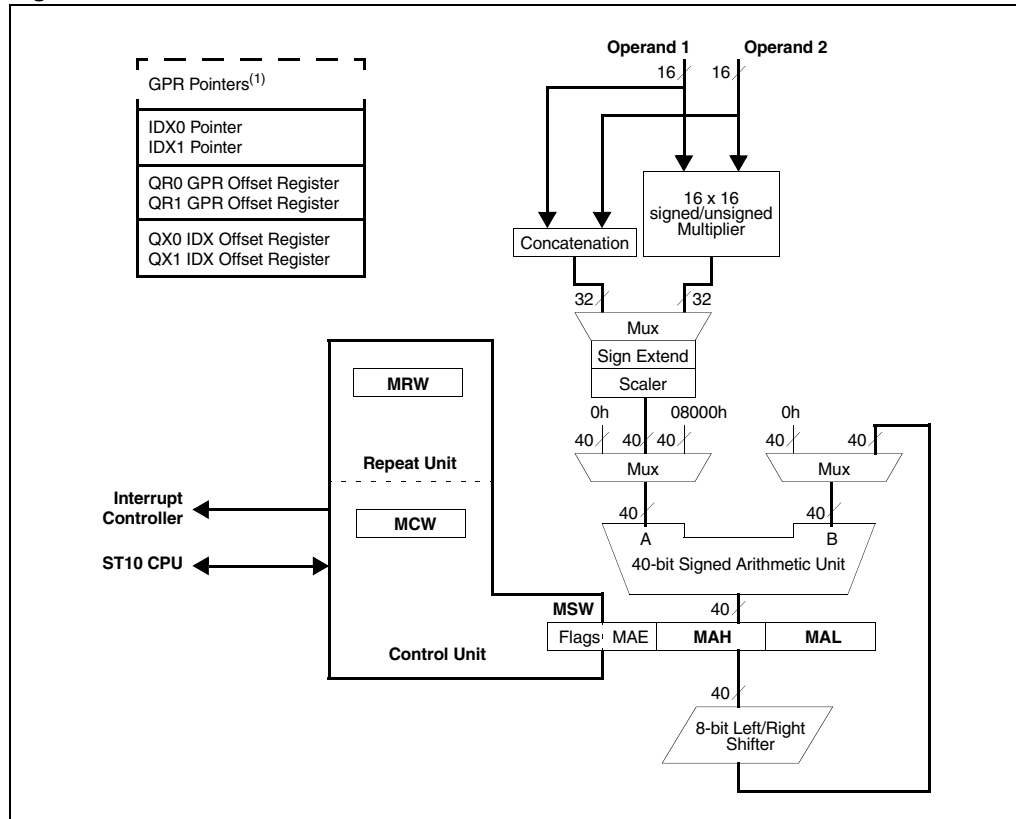 GPR Pointers(1)
IDX0 Pointer
IDX1 Pointer
QR0 GPR Offset Register
QR1 GPR Offset Register
QX0 IDX Offset Register
QX1 IDX Offset Register
Operand 1 Operand 2
16 16
16 x 16
signed/unsigned
Multiplier
Concatenation
32 32
Mux
Sign Extend
Scaler
0h 08000h 0h
40 40 40 40 40
Mux Mux
40 40
A B
40-bit Signed Arithmetic Unit
40
MSW
Flags MAE MAH MAL
40
8-bit Left/Right
Shifter
MRW
Repeat Unit
MCW
Control Unit
Interrupt
Controller
ST10 CPU